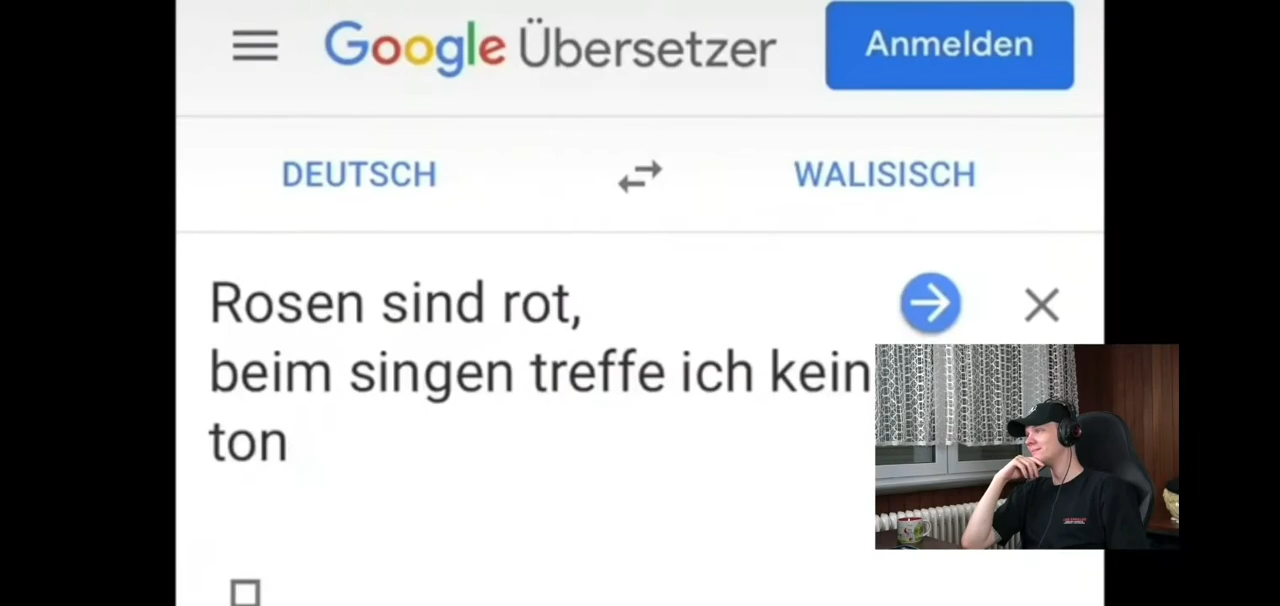 Google Übersetzer
Anmelden
DEUTSCH
WALISISCH
Rosen sind rot,
beim singen treffe ich kein
ton